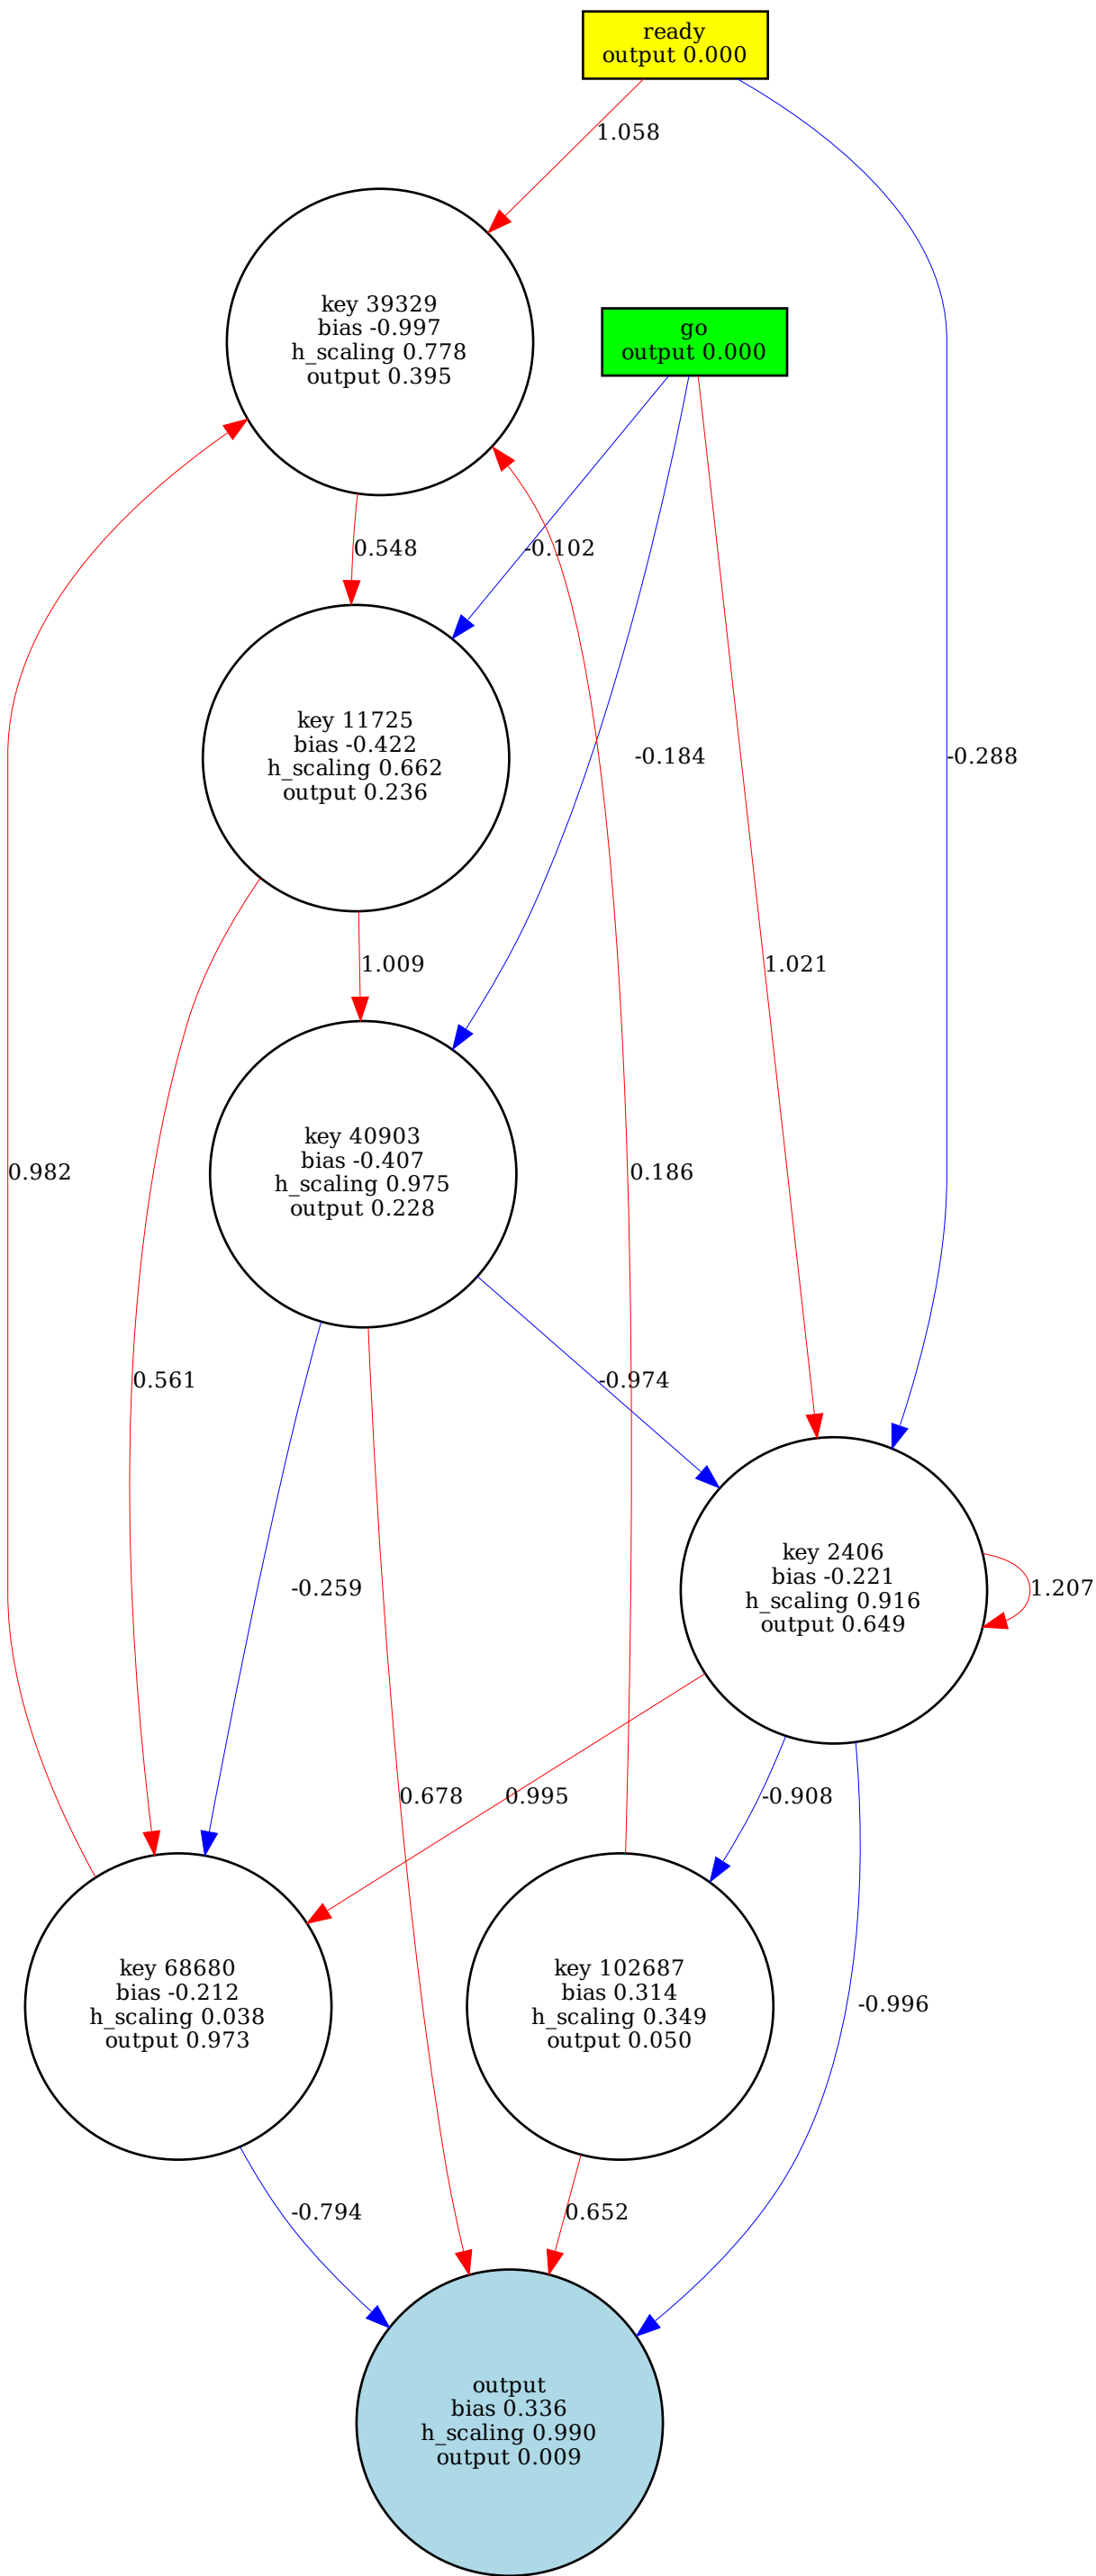 ready
output 0.000
1.058
key 39329
bias -0.997
h_scaling 0.778
output 0.395
go
output 0.000
0.548
-0.102
key 11725
bias -0.422
h_scaling 0.662
output 0.236
-0.184
-0.288
1.009
1.021
key 40903
bias -0.407
h_scaling 0.975
output 0.228
0.982
0.186
0.561
-0.974
key 2406
bias -0.221
h_scaling 0.916
output 0.649
-0.259
1.207
0.678
0.995
-0.908
key 68680
bias -0.212
h_scaling 0.038
output 0.973
key 102687
bias 0.314
h_scaling 0.349
output 0.050
-0.996
-0.794
0.652
output
bias 0.336
h_scaling 0.990
output 0.009